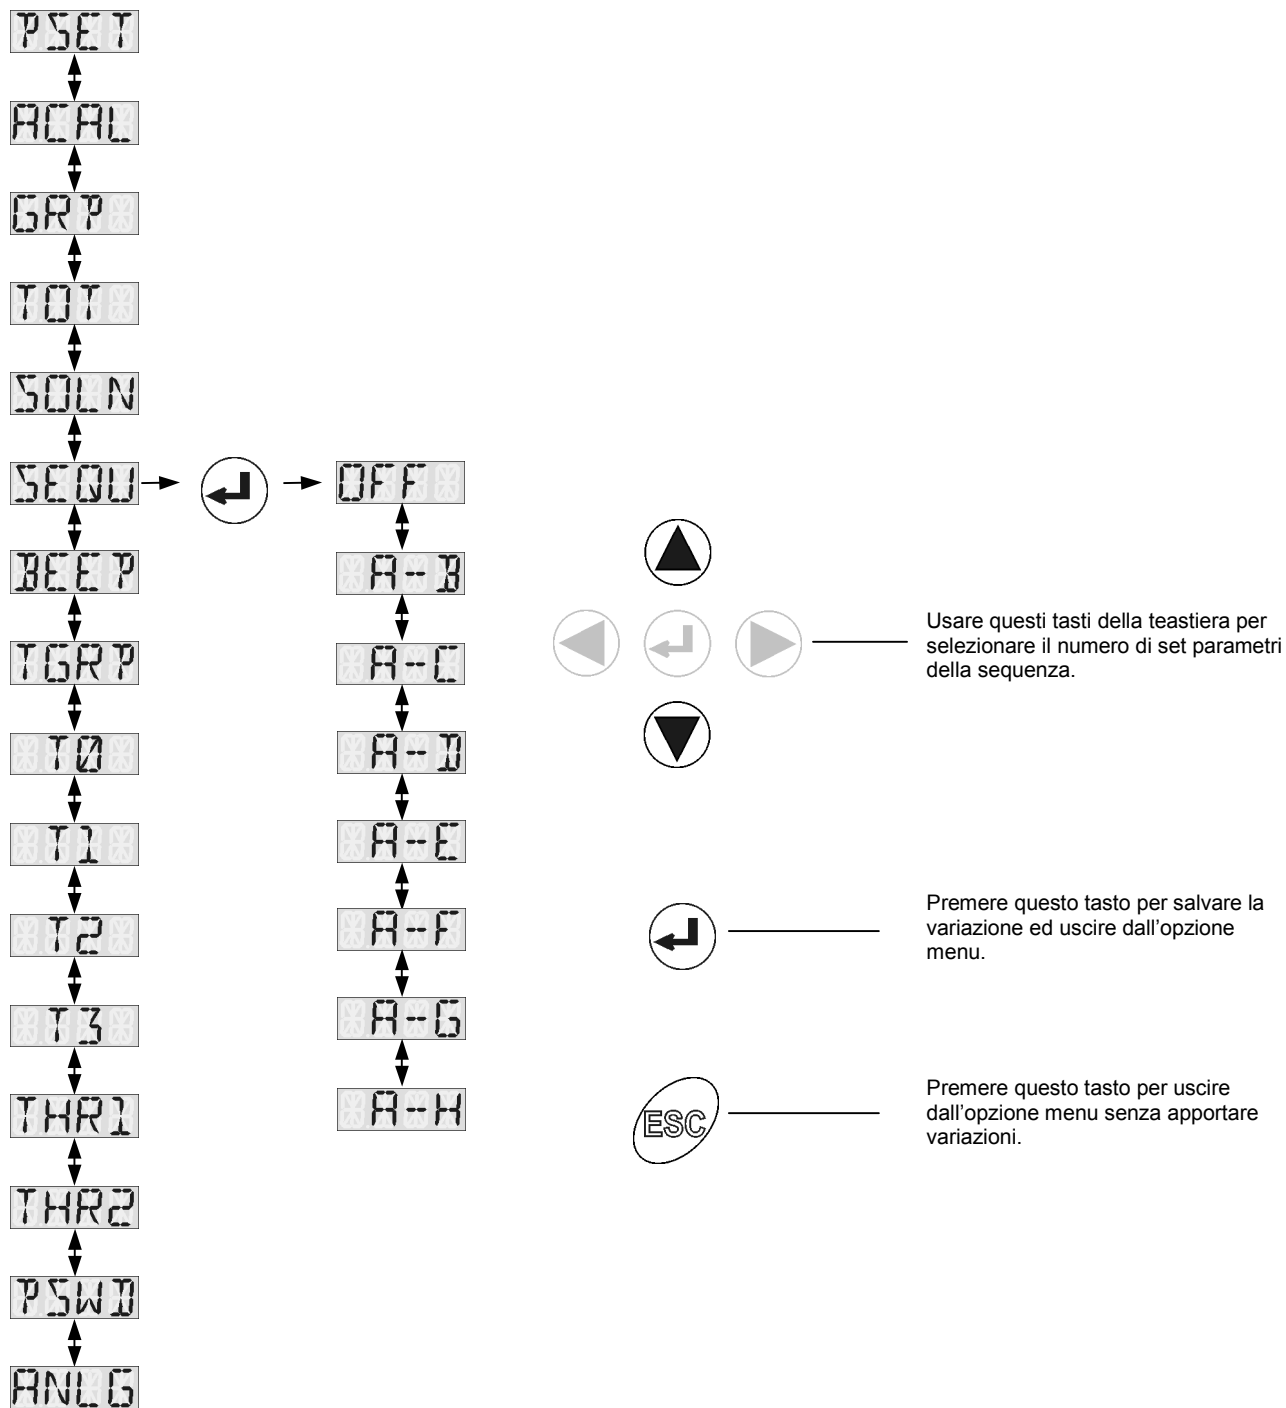 PSET
ACAL
GRP
TOT
SOLN
SEQU
BEEP
TGRP
T0
T1
T2
T3
THR1
THR2
PSWD
ANLG
OFF
A-B
A-C
A-D
A-E
A-F
A-G
A-H
Usare questi tasti della teastiera per
selezionare il numero di set parametri
della sequenza.
Premere questo tasto per salvare la
variazione ed uscire dall'opzione
menu.
ESC
Premere questo tasto per uscire
dall'opzione menu senza apportare
variazioni.